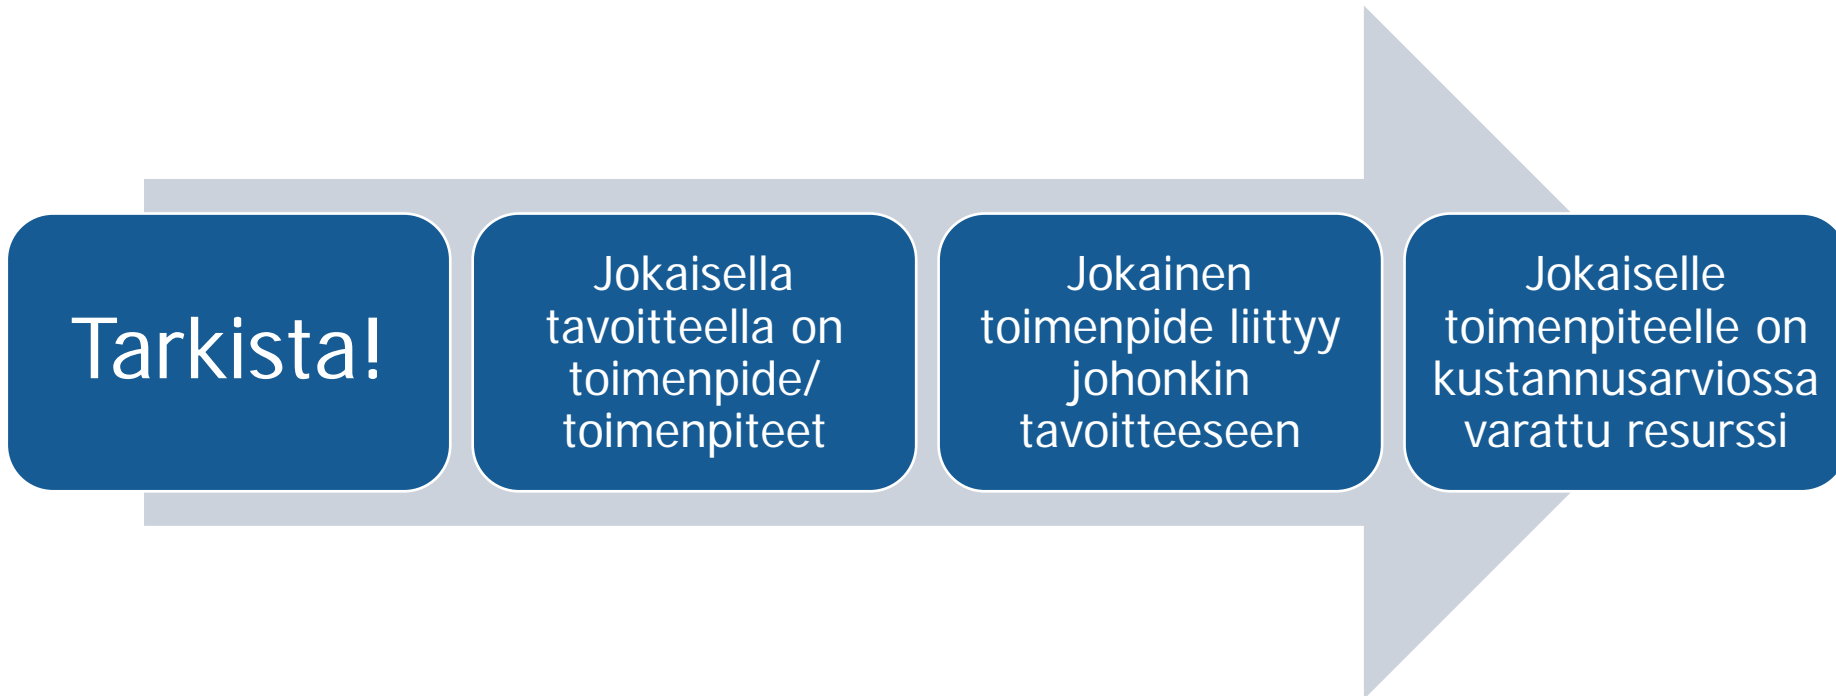 Tarkista!
Jokaisella
tavoitteella on
toimenpide/
toimenpiteet
Jokainen
toimenpide liittyy
johonkin
tavoitteeseen
Jokaiselle
toimenpiteelle on
kustannusarviossa
varattu resurssi